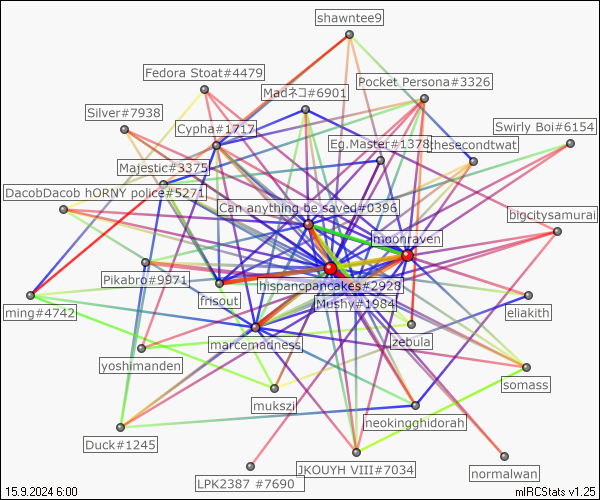 shawntee9
Fedora Stoat#4479
Pocket Persona#3326
Madネコ#6901
Silver#7938
Swirly Boi#6154
Cypha#1717
Eg.Master#1378
thesecondtwat
Majestic#3375
DacobDacob hORNY police#5271
Can anything be saved#0396
bigcitysamurai
moonraven
Pikabro#9971
hispancpancakes#2928
frisout
Mushy#1984
eliakith
ming#4742
marcemadness
zebula
yoshimanden
somass
mukszi
neokingghidorah
Duck#1245
JKOUYH VIII#7034
normalwan
LPK2387 #7690
15.9.2024 6:00
mIRCStats v1.25